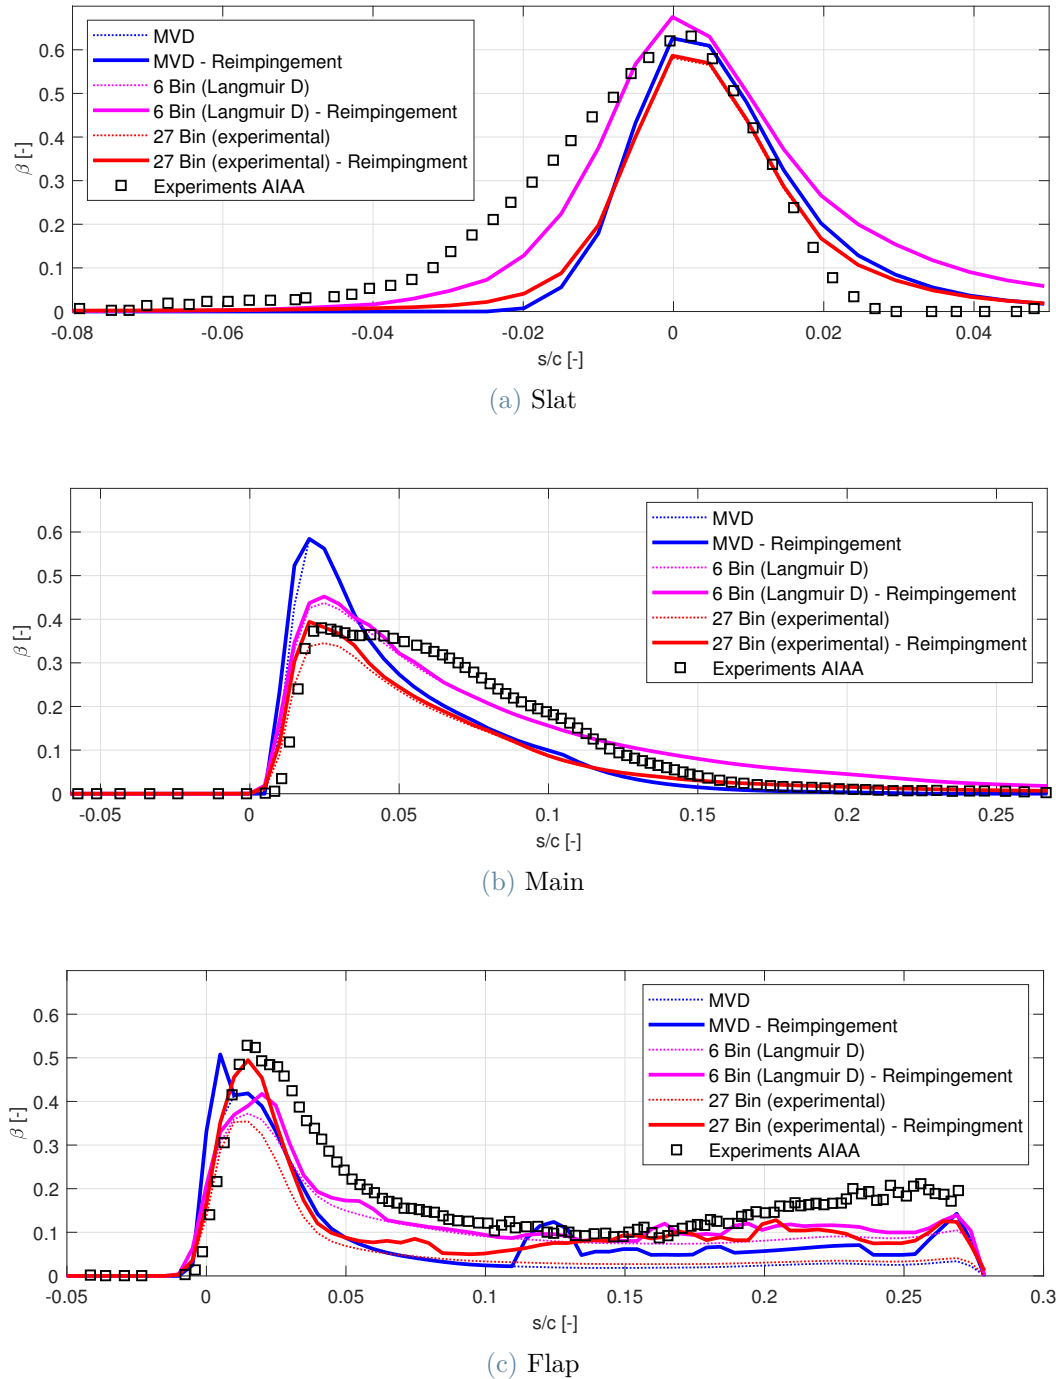 MVD
MVD - Reimpingement
6 Bin (Langmuir D)
6 Bin (Langmuir D) - Reimpingement
27 Bin (experimental)
27 Bin (experimental) - Reimpingment
Experiments AIAA
0.6
0.5
0.4
0.3
0.2
0.1
0
β [-]
-0.08 -0.06 -0.04 -0.02 0 0.02 0.04
s/c [-]
(a) Slat
MVD
MVD - Reimpingement
6 Bin (Langmuir D)
6 Bin (Langmuir D) - Reimpingement
27 Bin (experimental)
27 Bin (experimental) - Reimpingment
Experiments AIAA
0.6
0.5
0.4
0.3
0.2
0.1
0
β [-]
-0.05 0 0.05 0.1 0.15 0.2 0.25
s/c [-]
(b) Main
MVD
MVD - Reimpingement
6 Bin (Langmuir D)
6 Bin (Langmuir D) - Reimpingement
27 Bin (experimental)
27 Bin (experimental) - Reimpingment
Experiments AIAA
0.6
0.5
0.4
0.3
0.2
0.1
0
β [-]
-0.05 0 0.05 0.1 0.15 0.2 0.25 0.3
s/c [-]
(c) Flap